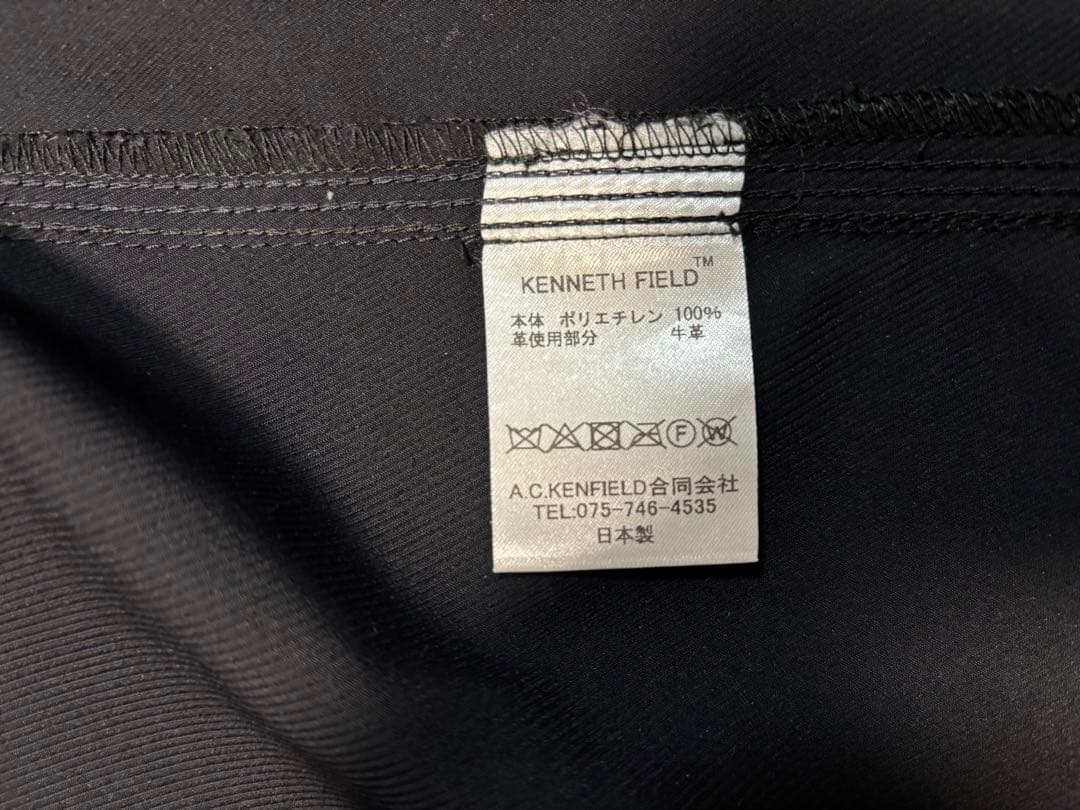 KENNETH FIELD™
本体 ポリエチレン 100%
革使用部分 牛革
F W
A.C.KENFIELD合同会社
TEL:075-746-4535
日本製